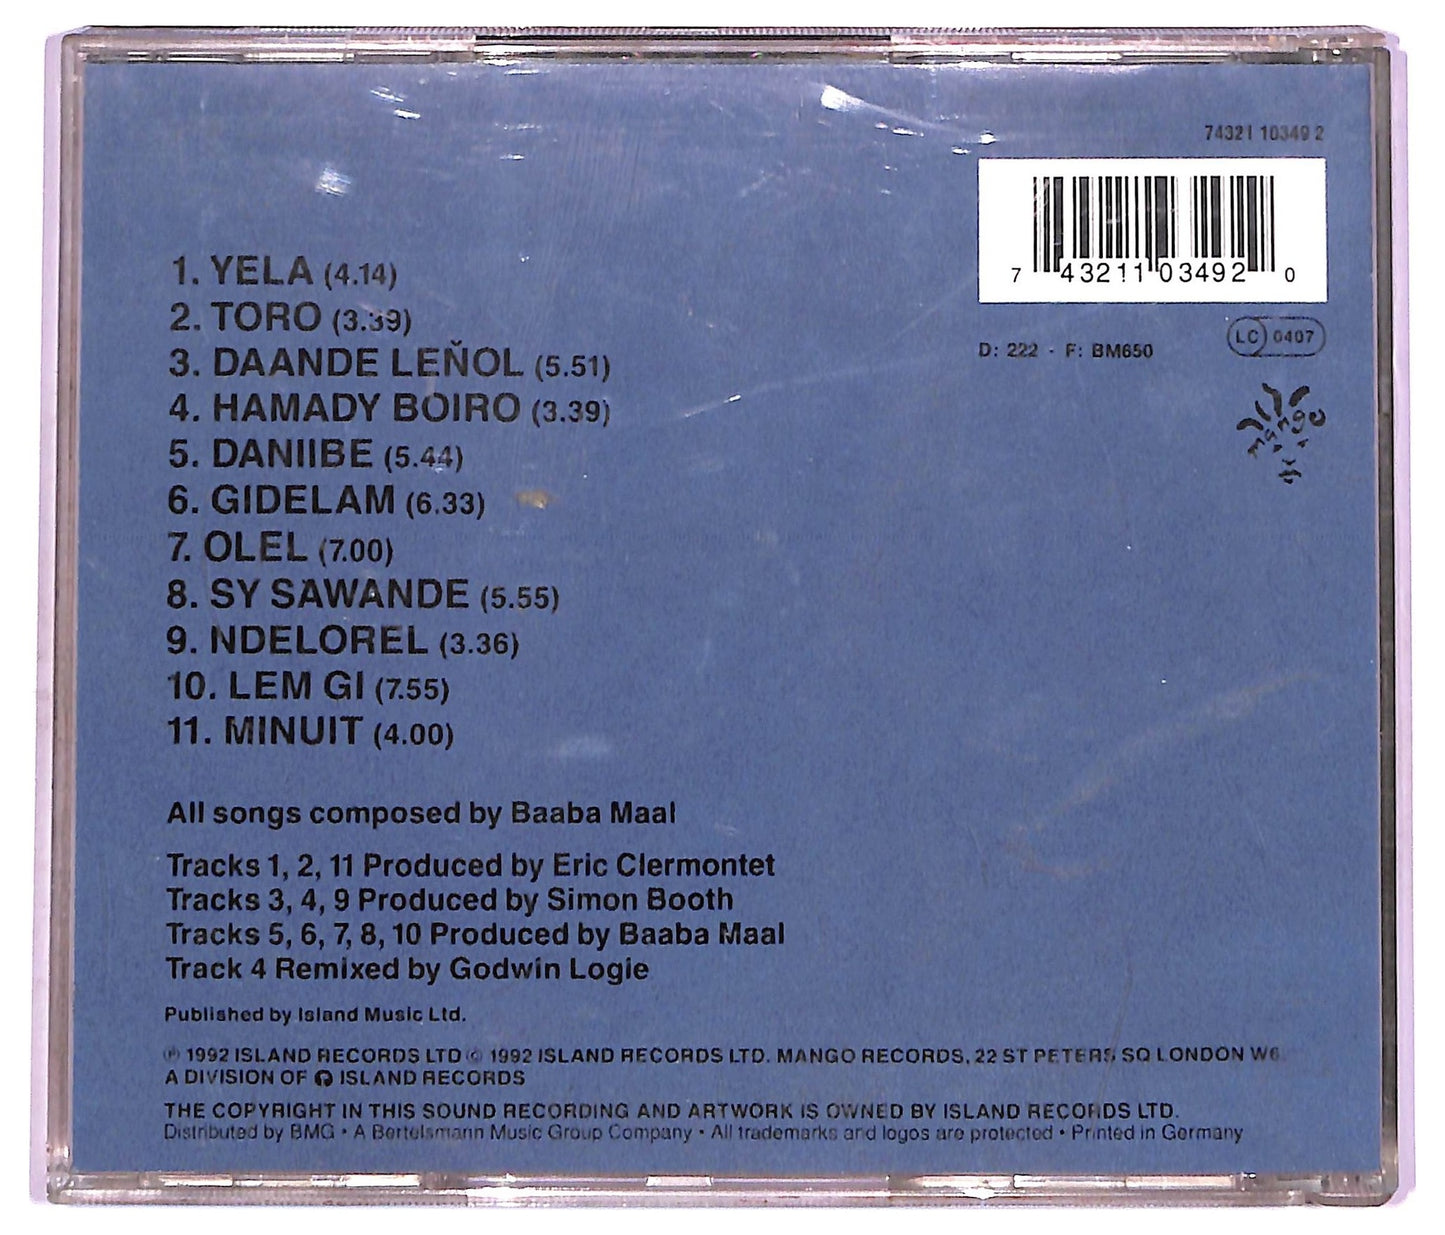 74321 10349 2
7 43211 03492 0
D: 222 · F: BM650
LC 0407
mango
1. YELA (4.14)
2. TORO (3.39)
3. DAANDE LEŇOL (5.51)
4. HAMADY BOIRO (3.39)
5. DANIIBE (5.44)
6. GIDELAM (6.33)
7. OLEL (7.00)
8. SY SAWANDE (5.55)
9. NDELOREL (3.36)
10. LEM GI (7.55)
11. MINUIT (4.00)
All songs composed by Baaba Maal
Tracks 1, 2, 11 Produced by Eric Clermontet
Tracks 3, 4, 9 Produced by Simon Booth
Tracks 5, 6, 7, 8, 10 Produced by Baaba Maal
Track 4 Remixed by Godwin Logie
Published by Island Music Ltd.
℗ 1992 ISLAND RECORDS LTD © 1992 ISLAND RECORDS LTD. MANGO RECORDS, 22 ST PETERS SQ LONDON W6
A DIVISION OF ISLAND RECORDS
THE COPYRIGHT IN THIS SOUND RECORDING AND ARTWORK IS OWNED BY ISLAND RECORDS LTD.
Distributed by BMG • A Bertelsmann Music Group Company • All trademarks and logos are protected • Printed in Germany